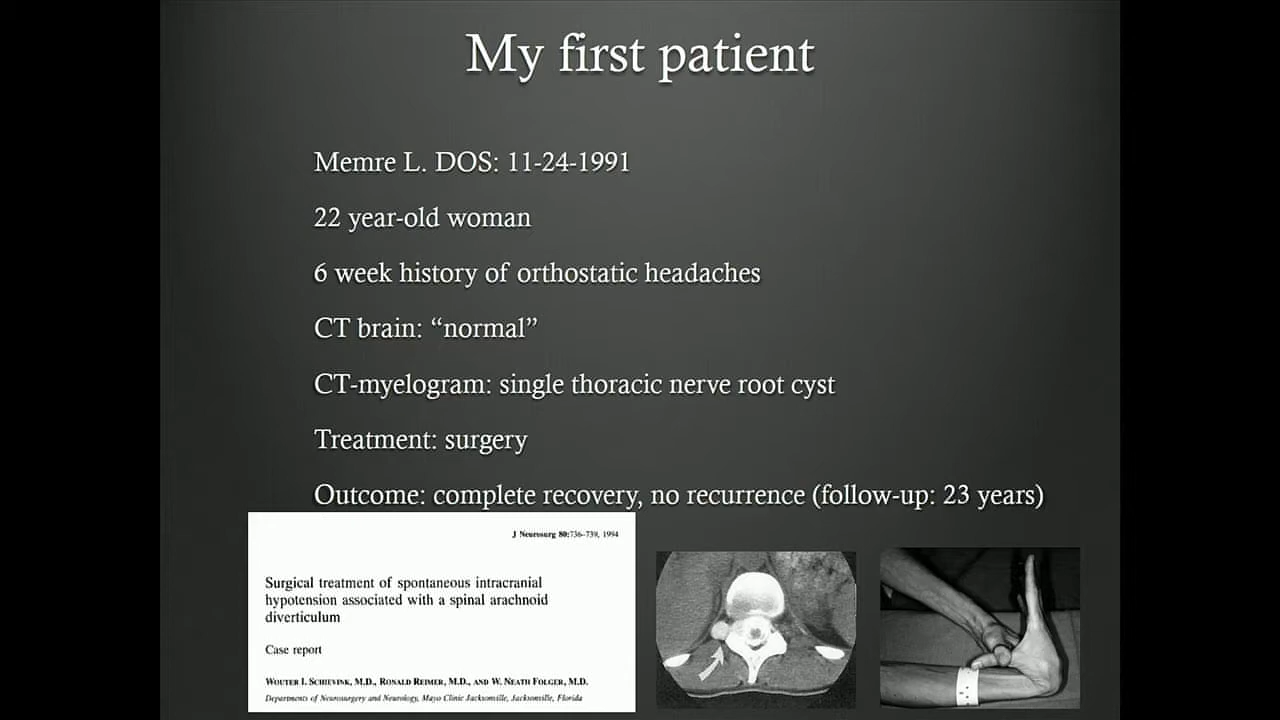 My first patient
Memre L. DOS: 11-24-1991
22 year-old woman
6 week history of orthostatic headaches
CT brain: “normal”
CT-myelogram: single thoracic nerve root cyst
Treatment: surgery
Outcome: complete recovery, no recurrence (follow-up: 23 years)
J Neurosurg 80:736–739, 1994
Surgical treatment of spontaneous intracranial
hypotension associated with a spinal arachnoid
diverticulum
Case report
WOUTER I. SCHIEVINK, M.D., RONALD REIMER, M.D., AND W. NEATH FOLGER, M.D.
Departments of Neurosurgery and Neurology, Mayo Clinic Jacksonville, Jacksonville, Florida